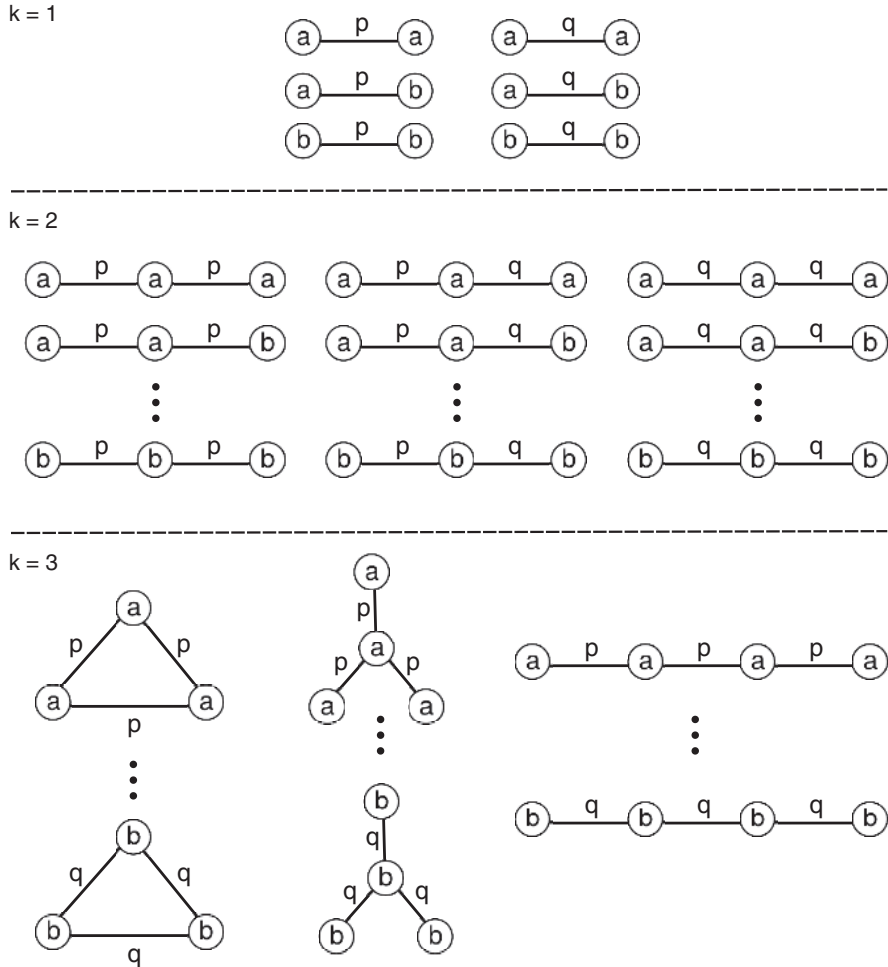 k = 1
p q
a a a a
p q
a b a b
p q
b b b b
k = 2
p p p q q q
a a a a a a a a a
p p p q q q
a a b a a b a a b
p p p q q q
b b b b b b b b b
k = 3
a
p
a
p p
a
p p
a a
p
a a
p p p
a a a a
b
q
b
q q
b
q q
b b
q
b b
q q q
b b b b